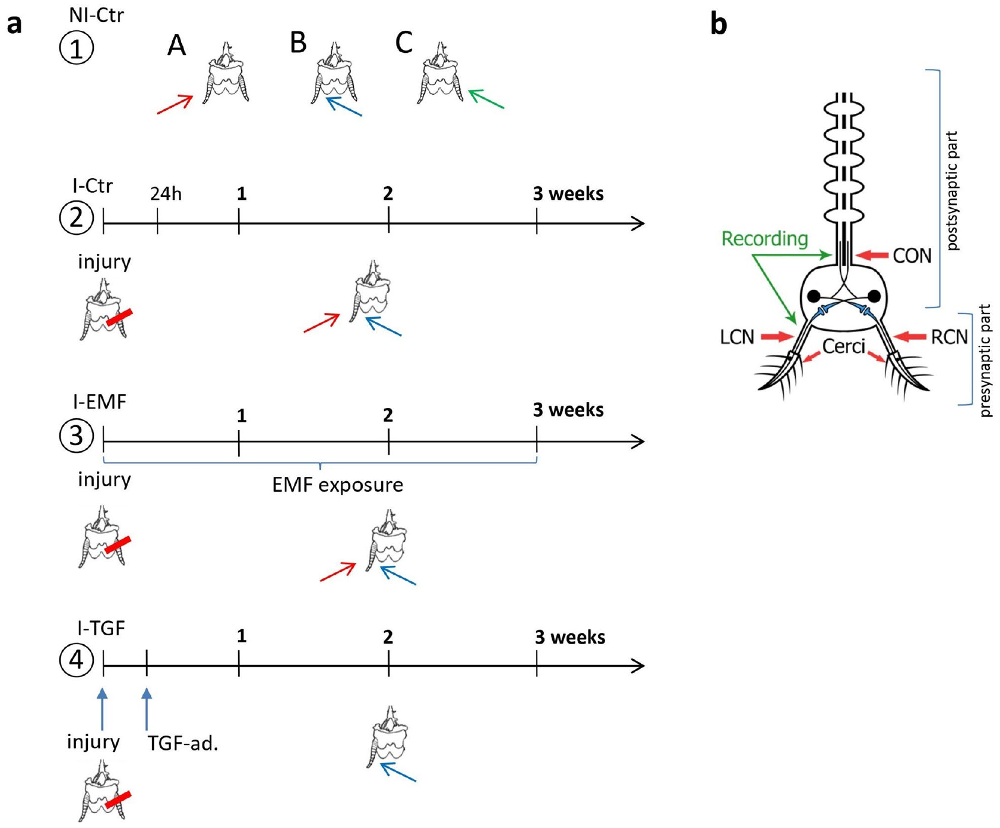 a
NI-Ctr
1
A
B
C
I-Ctr
2
24h
1
2
3 weeks
injury
I-EMF
3
1
2
3 weeks
injury
EMF exposure
I-TGF
4
1
2
3 weeks
injury
TGF-ad.
b
postsynaptic part
Recording
CON
LCN
RCN
Cerci
presynaptic part